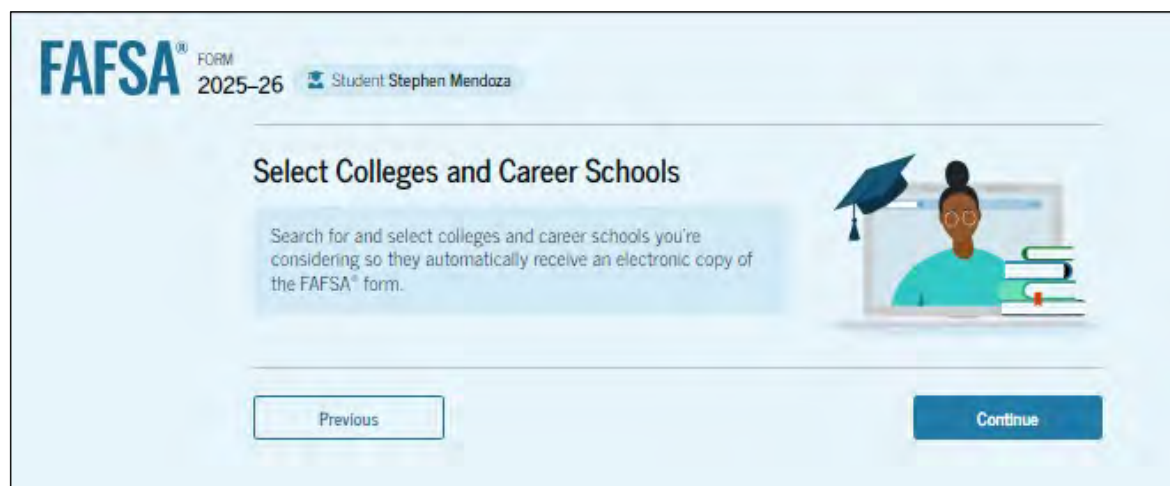 FAFSA®
FORM
2025–26
Student Stephen Mendoza
Select Colleges and Career Schools
Search for and select colleges and career schools you're
considering so they automatically receive an electronic copy of
the FAFSA® form.
Previous
Continue